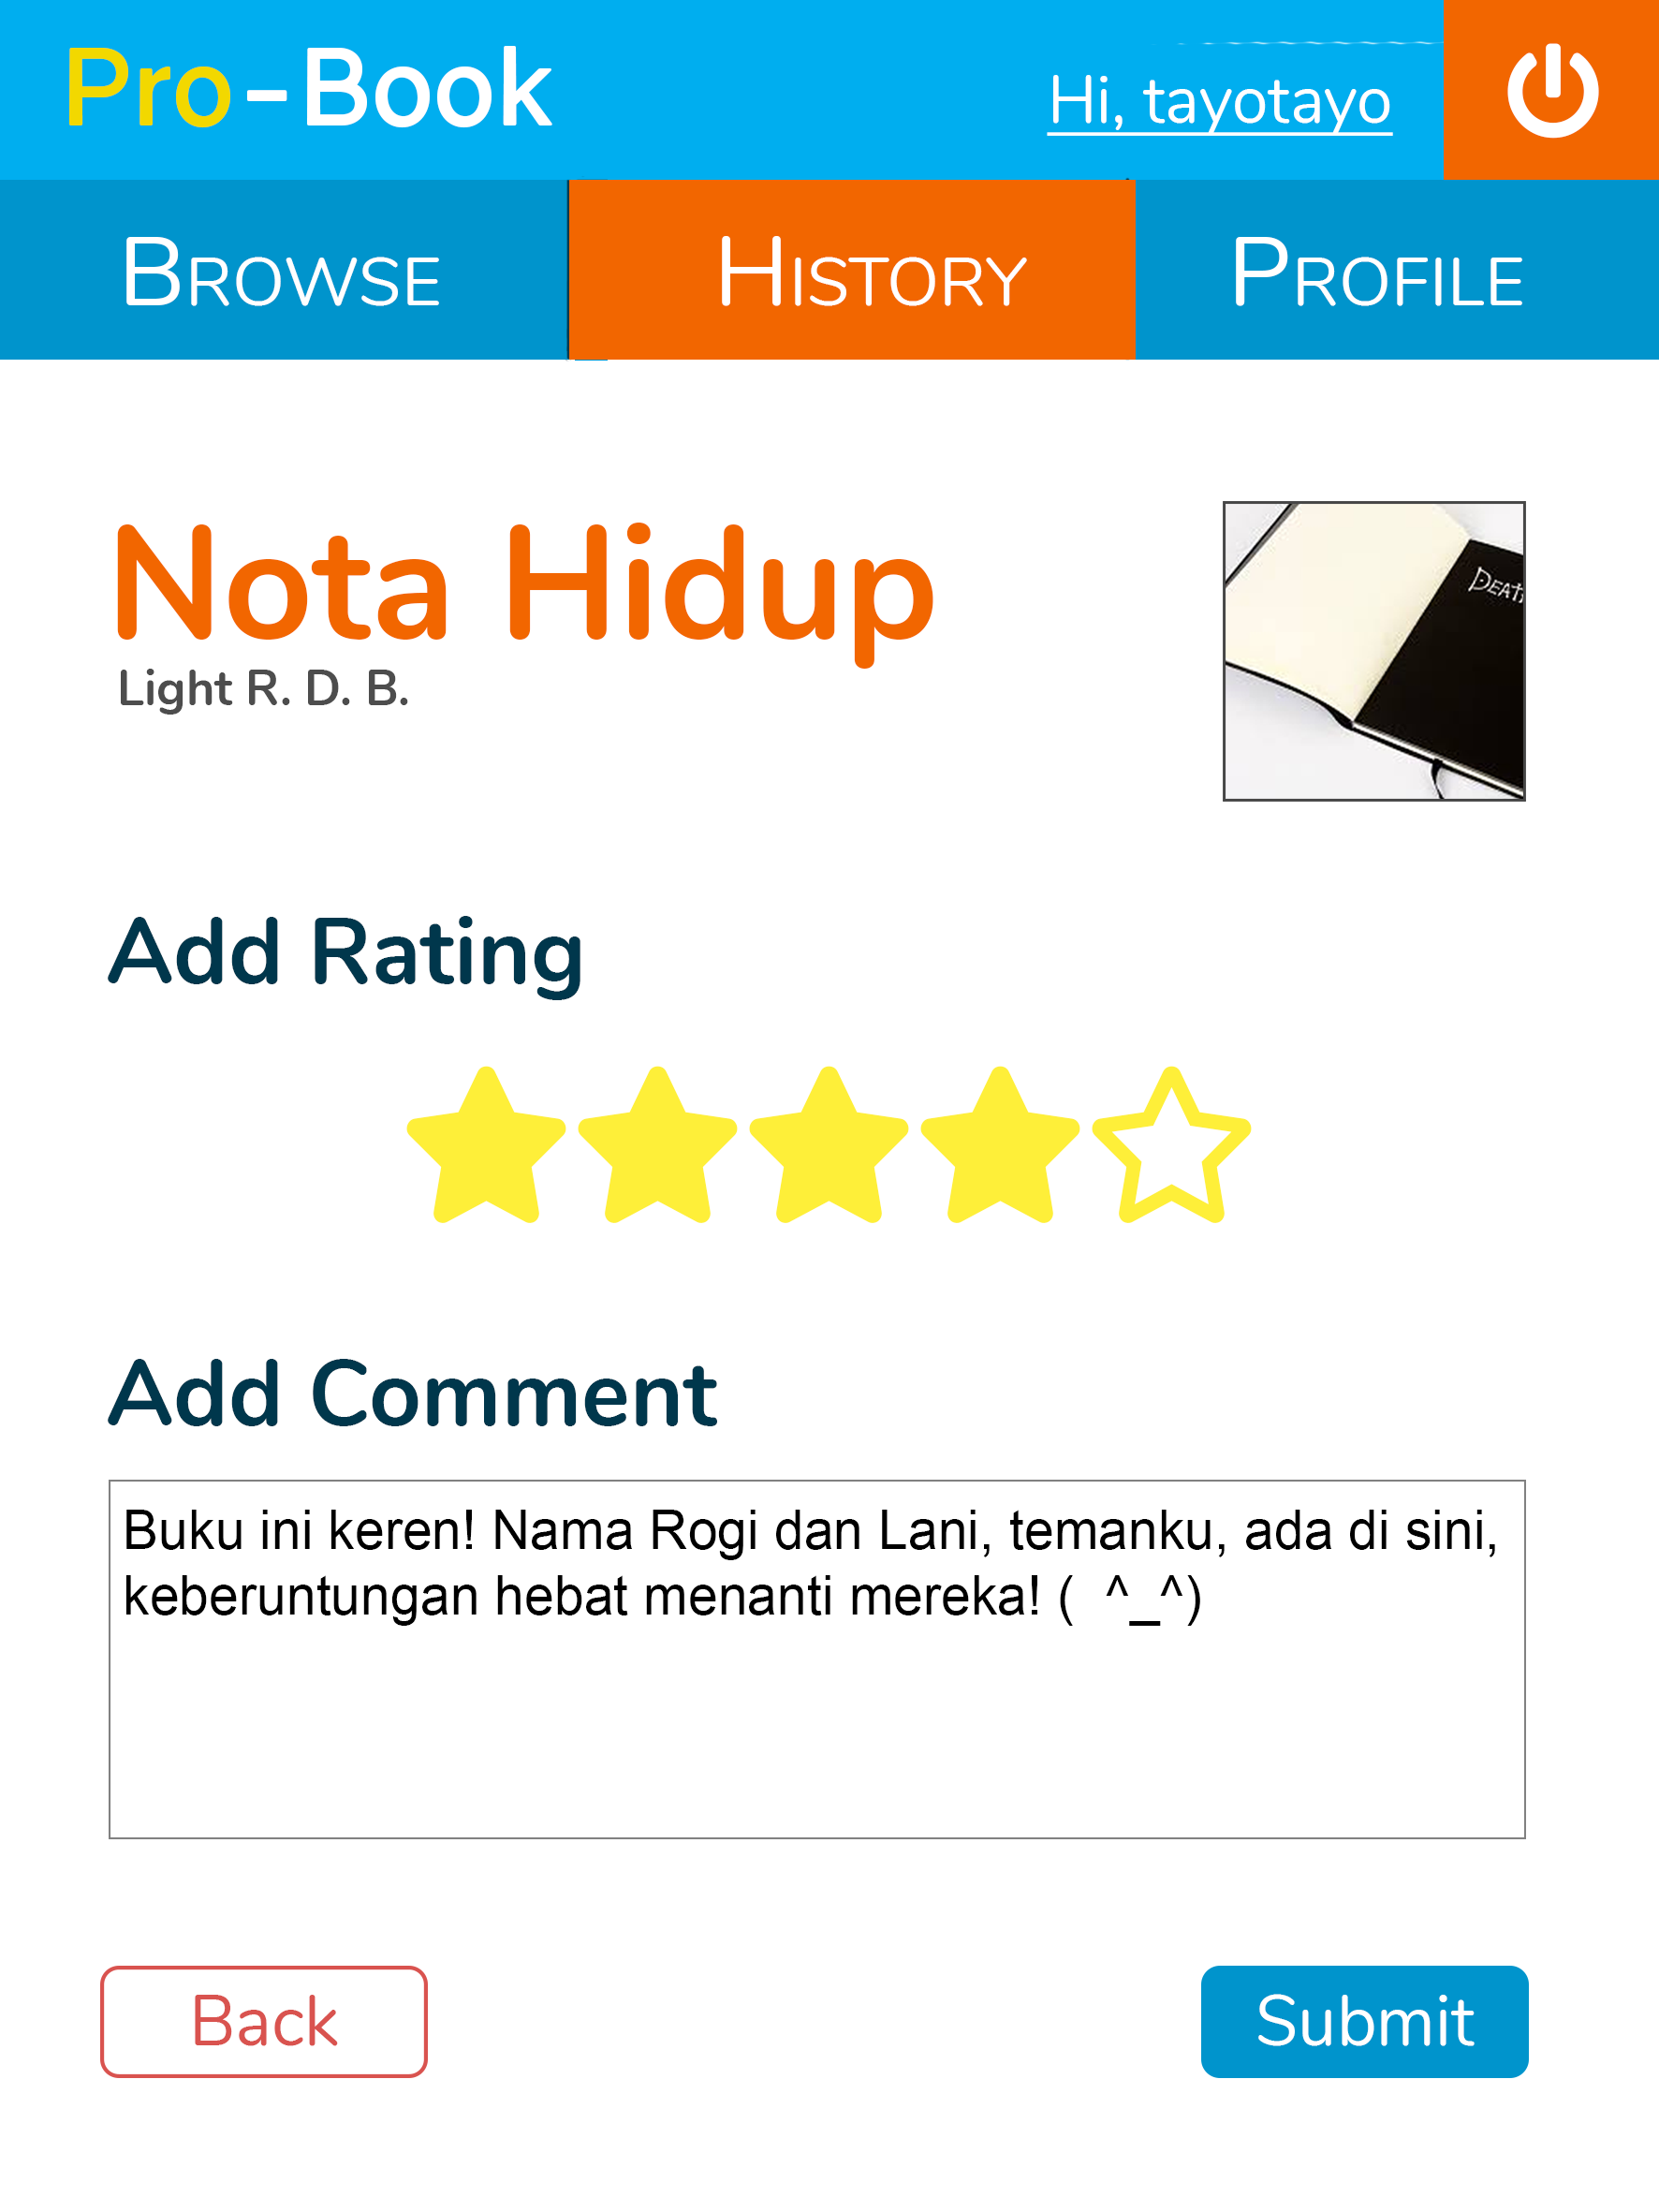 Pro-Book
Hi, tayotayo
BROWSE
HISTORY
PROFILE
Nota Hidup
Light R. D. B.
DEATH
Add Rating
Add Comment
Buku ini keren! Nama Rogi dan Lani, temanku, ada di sini,
keberuntungan hebat menanti mereka! ( ^_^)
Back
Submit